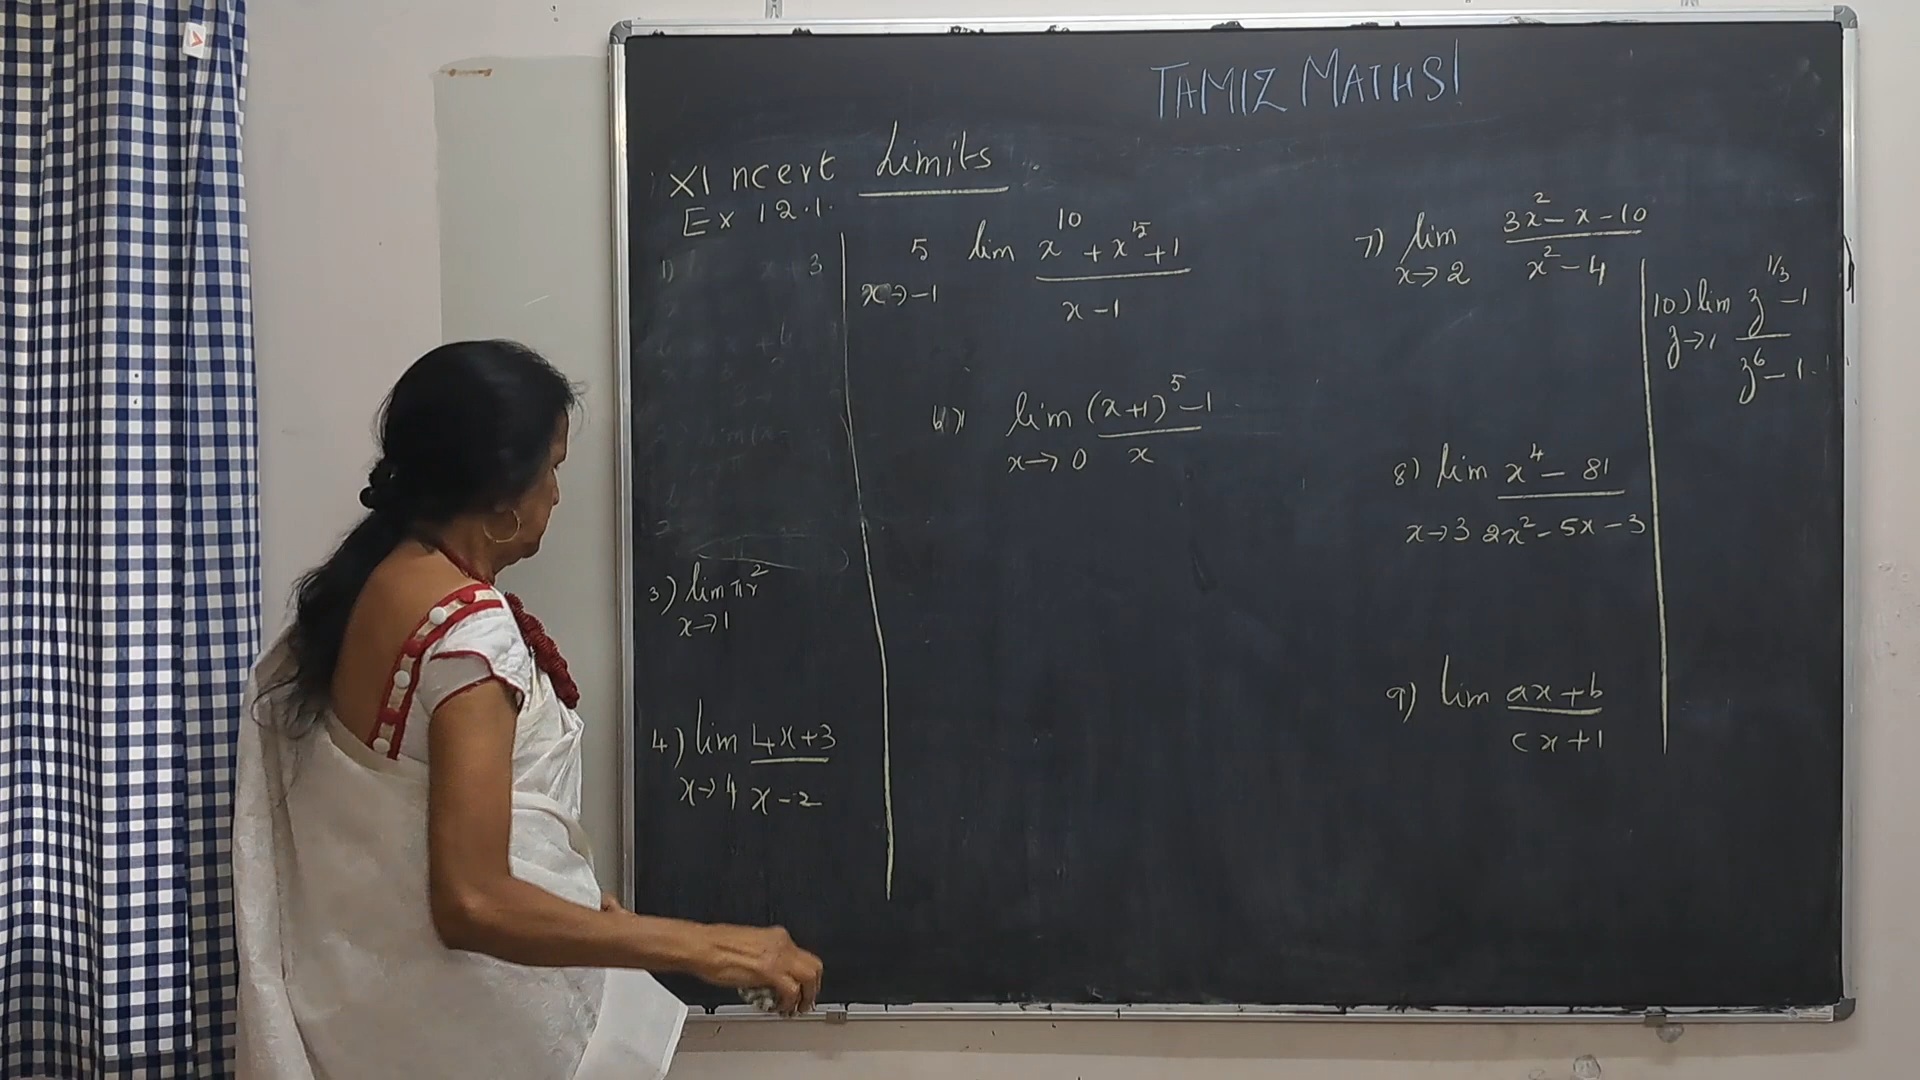 TAMIZ MATHS!
XI ncert Limits
Ex 12.1.
1) 3
3) lim πr²
x→1
4) lim 4x+3
x→4 x-2
5 lim x¹⁰ + x⁵ + 1
x→-1 x-1
6) lim (x+1)⁵ - 1
x→0 x
7) lim 3x² - x - 10
x→2 x² - 4
8) lim x⁴ - 81
x→3 2x² - 5x - 3
9) lim ax+b
cx+1
10) lim z^1/3 - 1
z→1 z⁶ - 1.